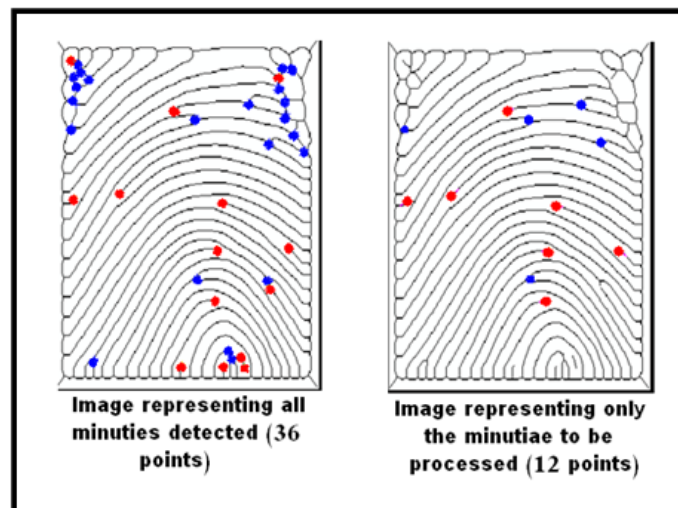 Image representing all
minuties detected (36
points)
Image representing only
the minutiae to be
processed (12 points)